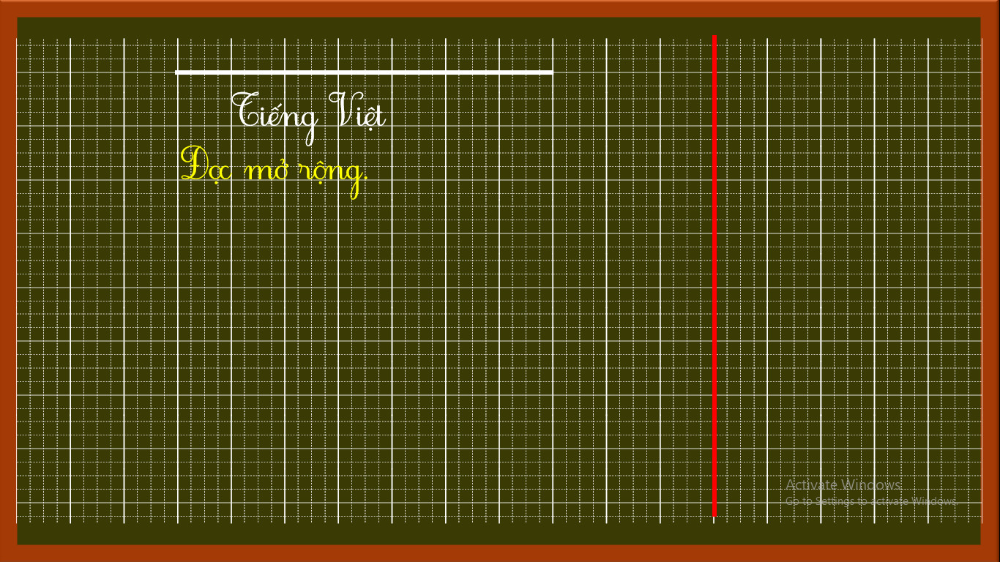 Tiếng Việt
Đọc mở rộng.
Activate Windows
Go to Settings to activate Windows.